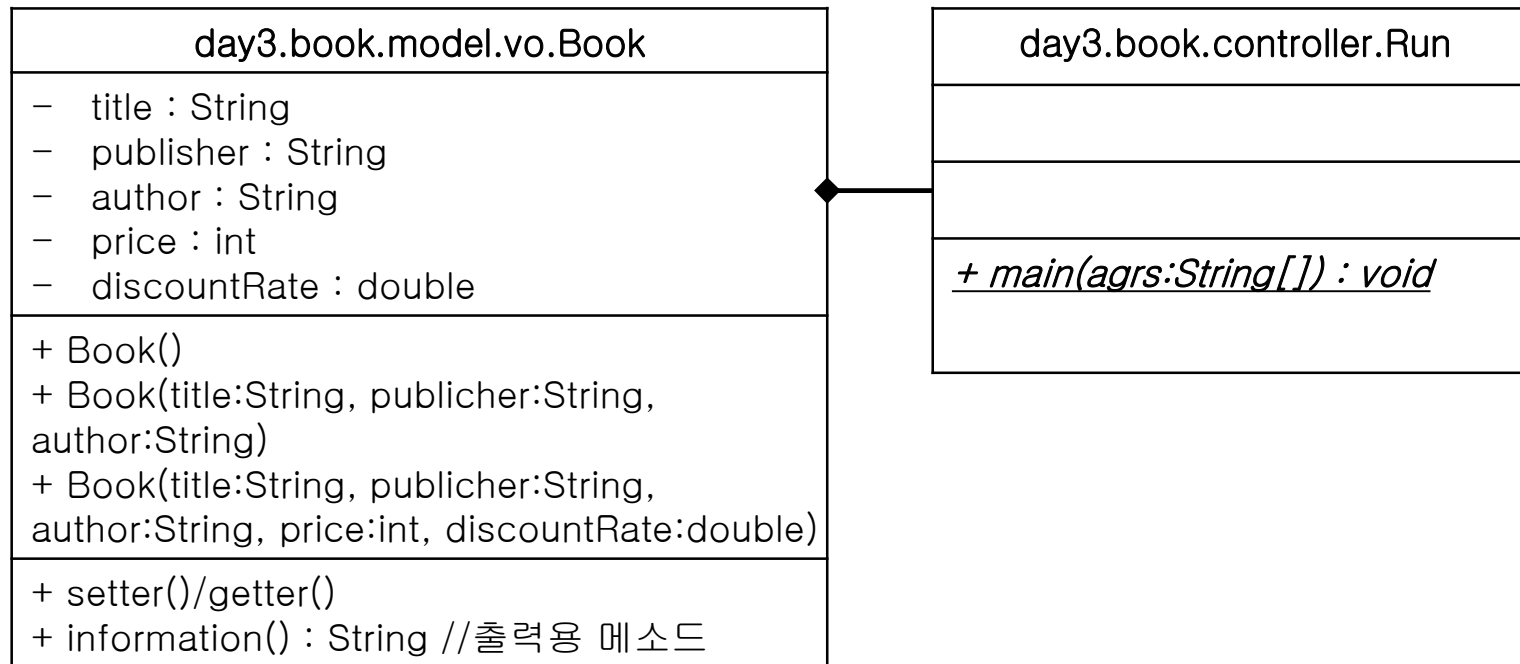 day3.book.model.vo.Book
- title : String
- publisher : String
- author : String
- price : int
- discountRate : double
+ Book()
+ Book(title:String, publicher:String,
author:String)
+ Book(title:String, publicher:String,
author:String, price:int, discountRate:double)
+ setter()/getter()
+ information() : String //출력용 메소드
day3.book.controller.Run
+ main(agrs:String[]) : void